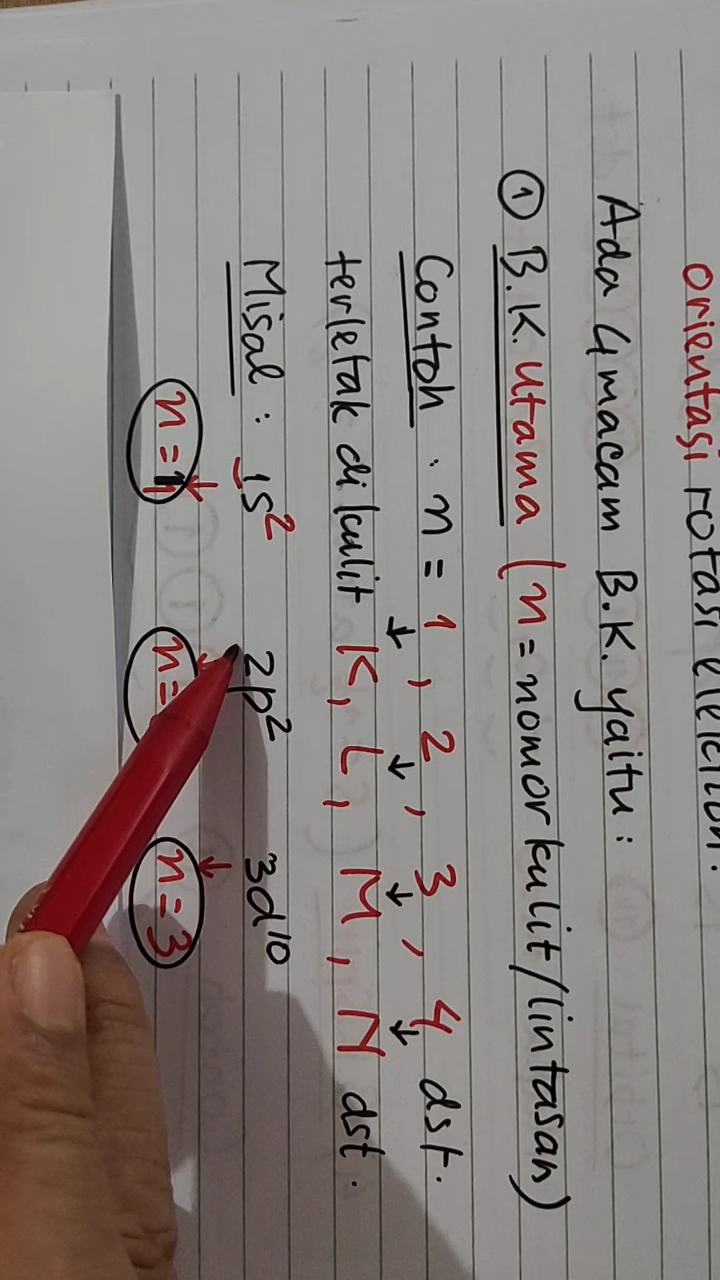 orientasi rotasi elektron.
Ada 4 macam B.K. yaitu :
① B.K. Utama (n = nomor kulit/lintasan)
Contoh : n = 1 , 2 , 3 , 4 dst.
↓ ↓ ↓ ↓
terletak di kulit K, L, M, N dst.
Misal : 1s² 2p² 3d¹⁰
↓ ↓ ↓
n = 1 n = n = 3